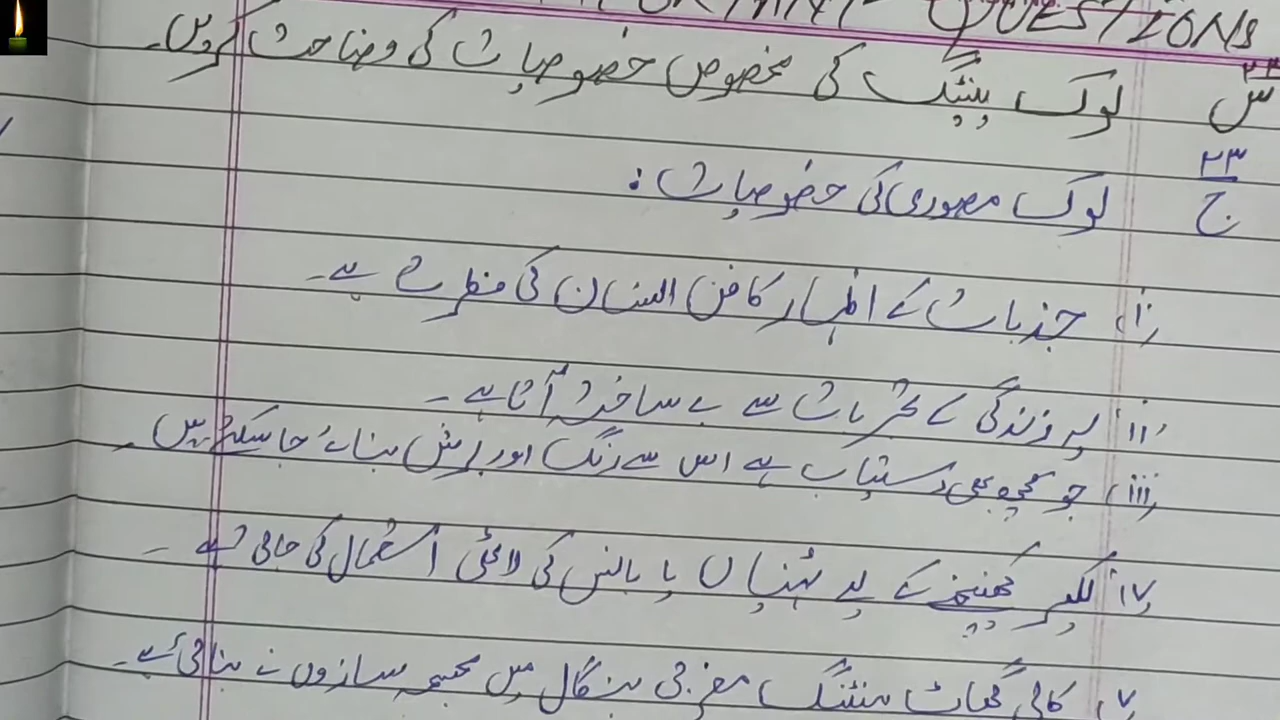 IMPORTANT QUESTIONS
س۲۳ لوک پینٹنگ کی مخصوص خصوصیات کی وضاحت کریں۔
ج۲۳ لوک مصوری کی خصوصیات:
(i) جذبات کے اظہار کا فن انسان کی فطرت ہے۔
(ii) یہ زندگی کے تجربات سے بے ساختہ آتا ہے۔
(iii) جو کچھ بھی دستیاب ہے اس سے رنگ اور برش بنائے جا سکتے ہیں۔
(iv) لکیر کھینچنے کے لیے ٹہنیاں یا بانس کی لاٹھی استعمال کی جاتی ہے۔
(v) کالی گھاٹ پینٹنگ مغربی بنگال میں مجسمہ سازوں نے بنائی ہے۔